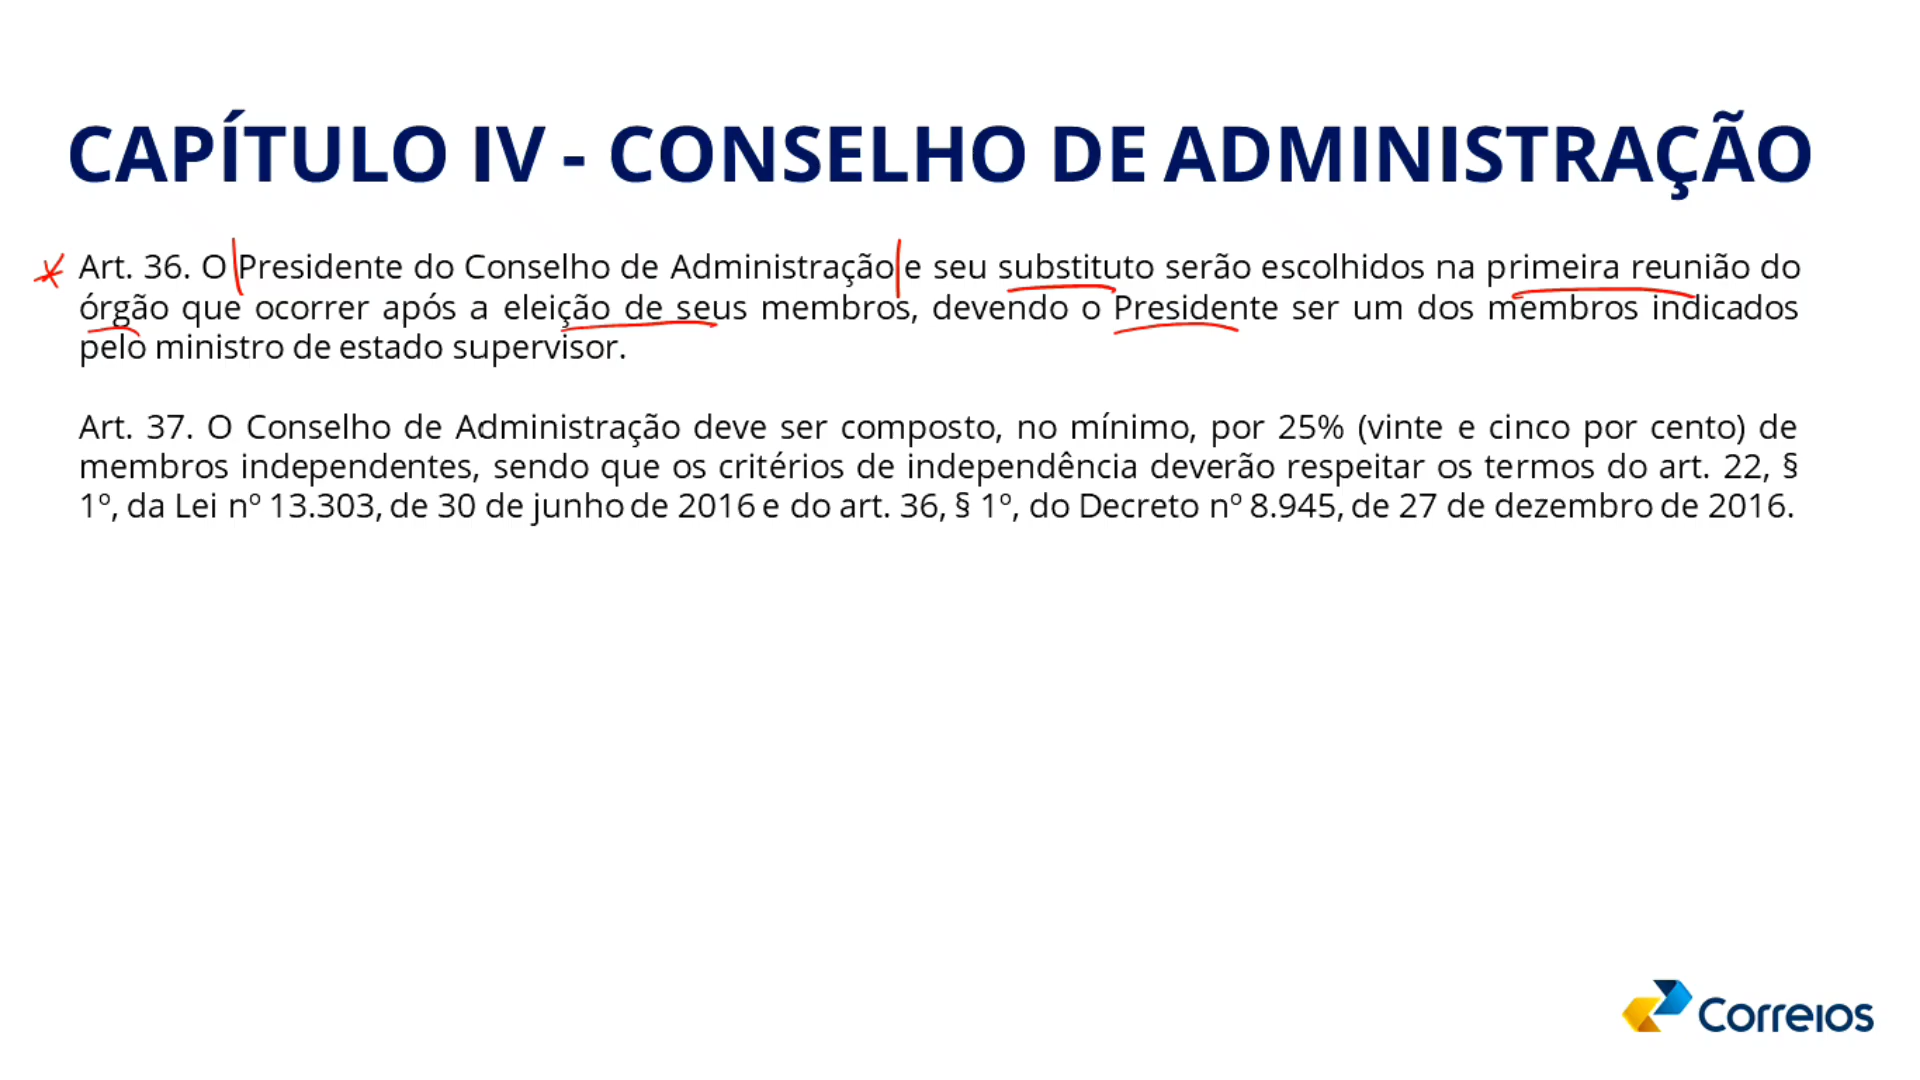 CAPÍTULO IV - CONSELHO DE ADMINISTRAÇÃO
Art. 36. O Presidente do Conselho de Administração e seu substituto serão escolhidos na primeira reunião do
órgão que ocorrer após a eleição de seus membros, devendo o Presidente ser um dos membros indicados
pelo ministro de estado supervisor.
Art. 37. O Conselho de Administração deve ser composto, no mínimo, por 25% (vinte e cinco por cento) de
membros independentes, sendo que os critérios de independência deverão respeitar os termos do art. 22, §
1º, da Lei nº 13.303, de 30 de junho de 2016 e do art. 36, § 1º, do Decreto nº 8.945, de 27 de dezembro de 2016.
Correios